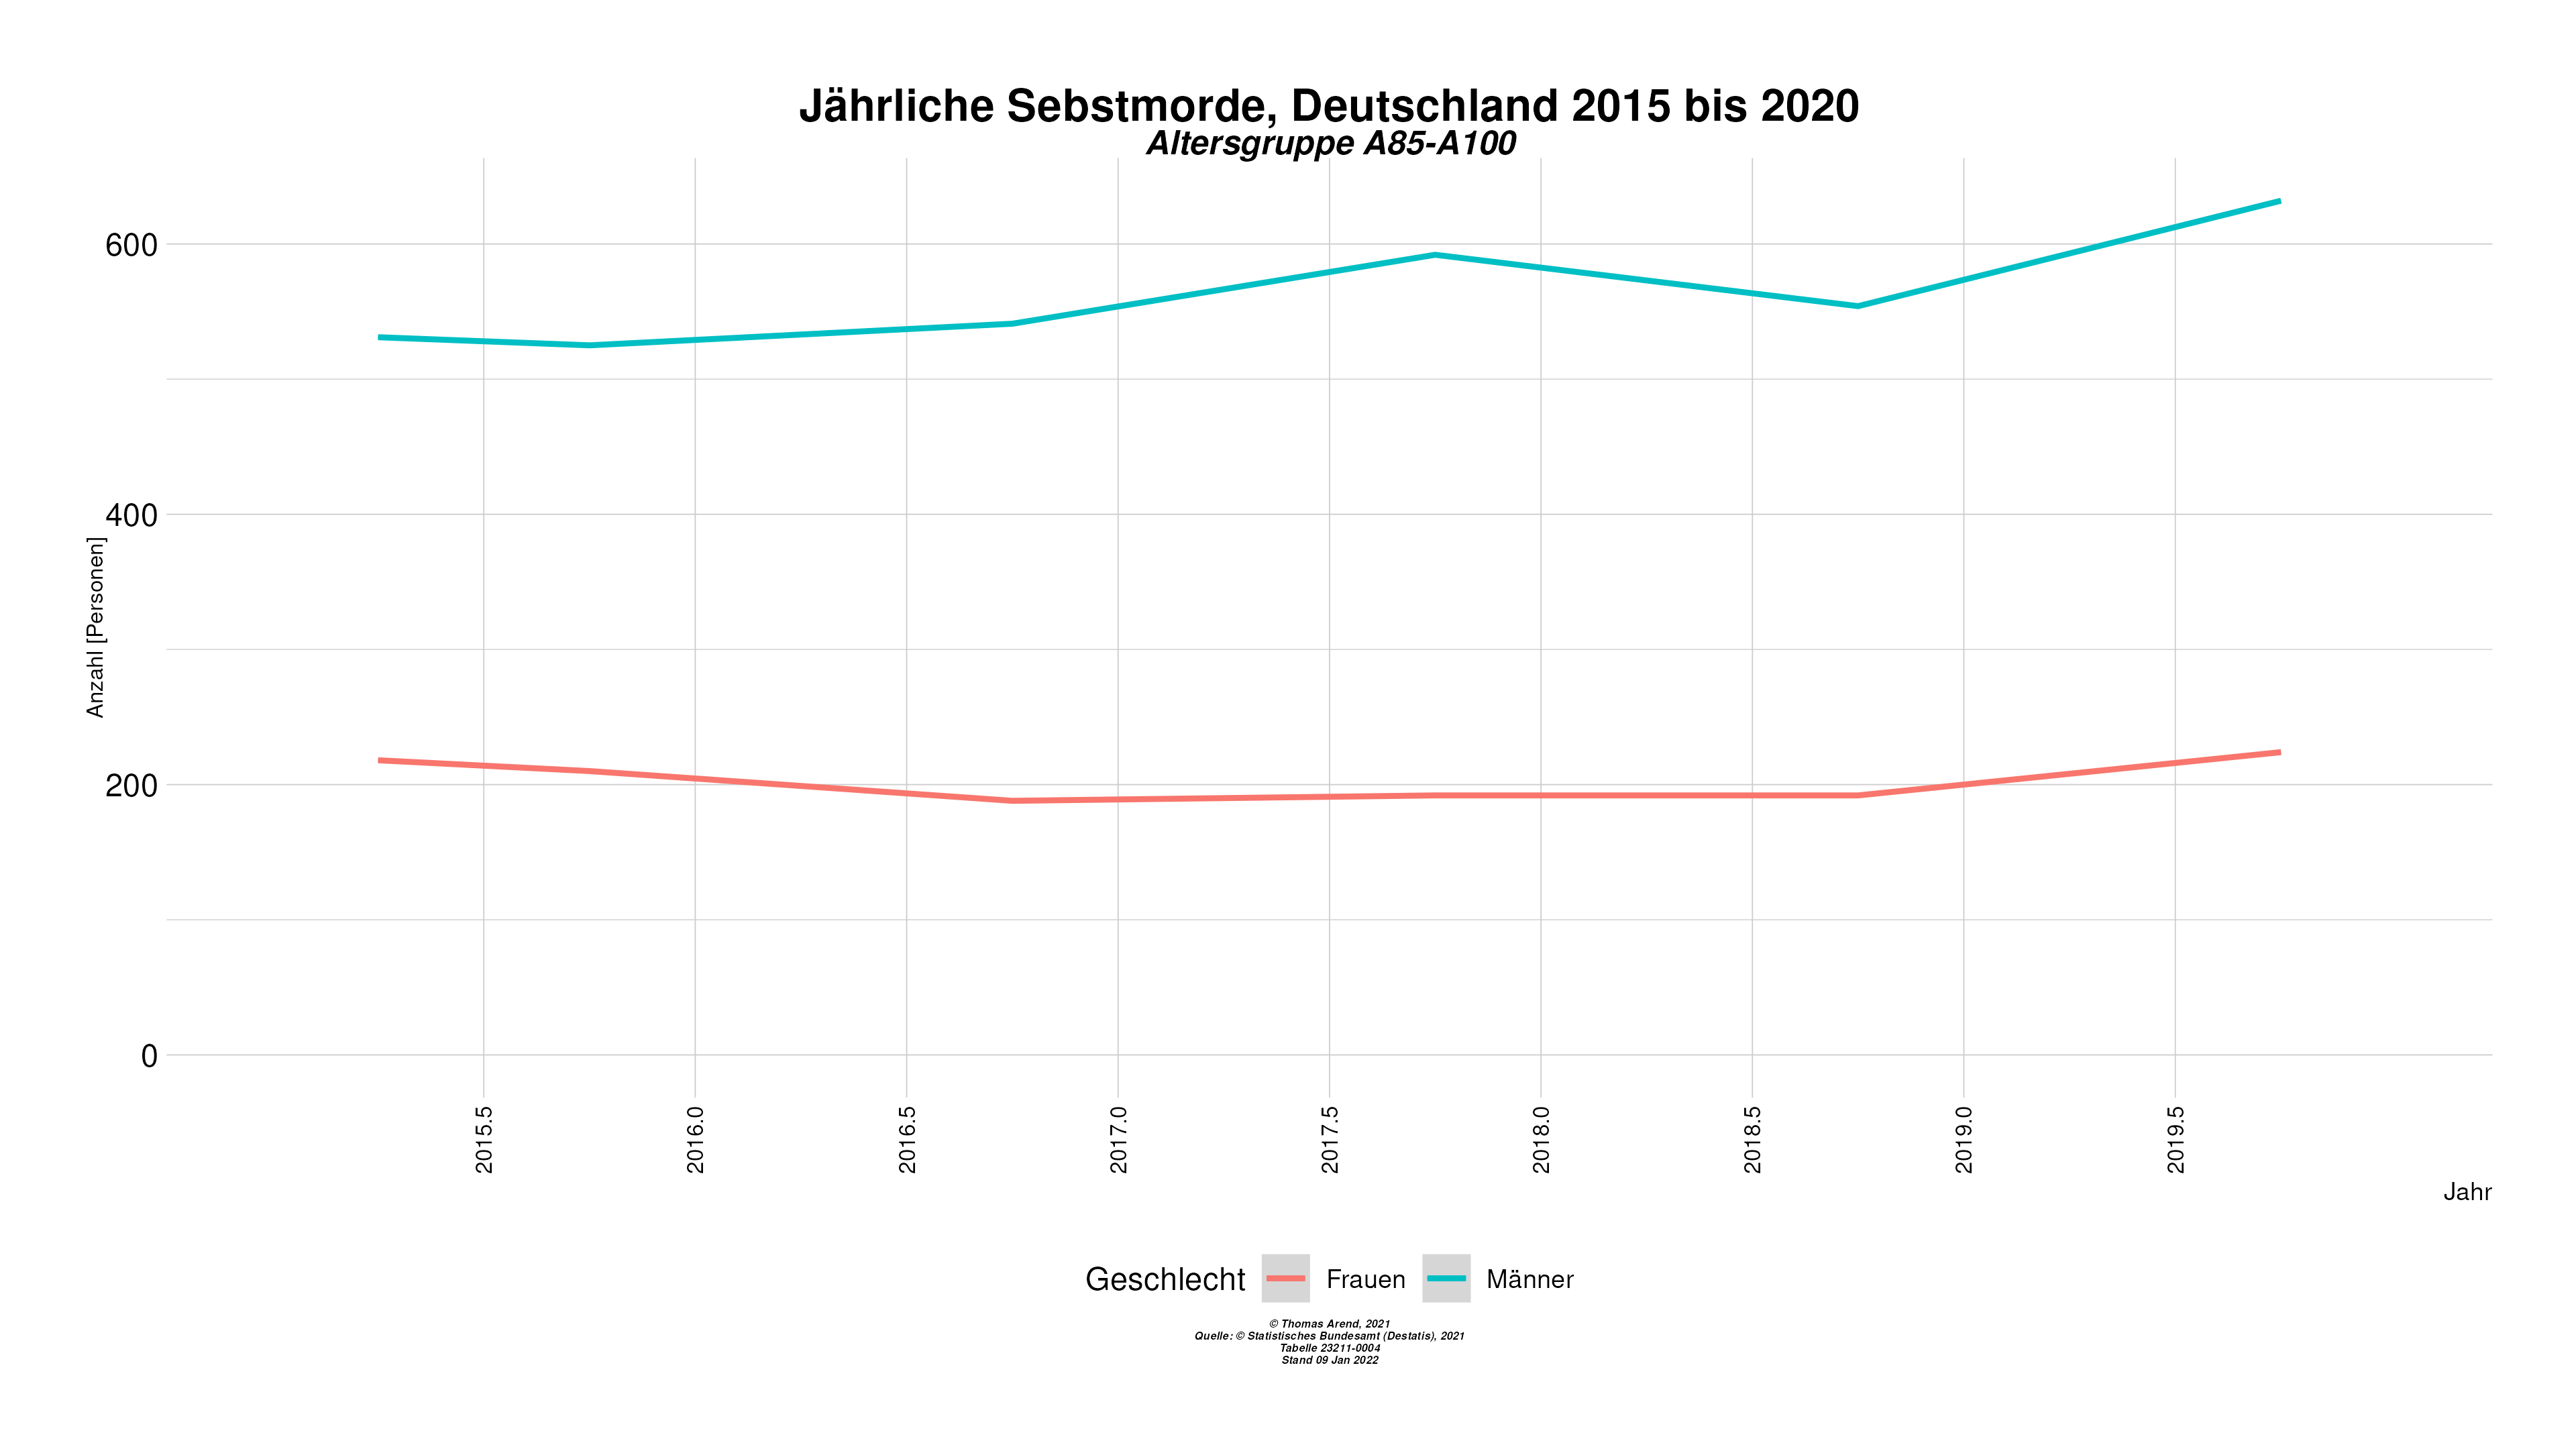 Jährliche Sebstmorde, Deutschland 2015 bis 2020
Altersgruppe A85-A100
Anzahl [Personen]
600
400
200
0
2015.5
2016.0
2016.5
2017.0
2017.5
2018.0
2018.5
2019.0
2019.5
Jahr
Geschlecht Frauen Männer
© Thomas Arend, 2021
Quelle: © Statistisches Bundesamt (Destatis), 2021
Tabelle 23211-0004
Stand 09 Jan 2022